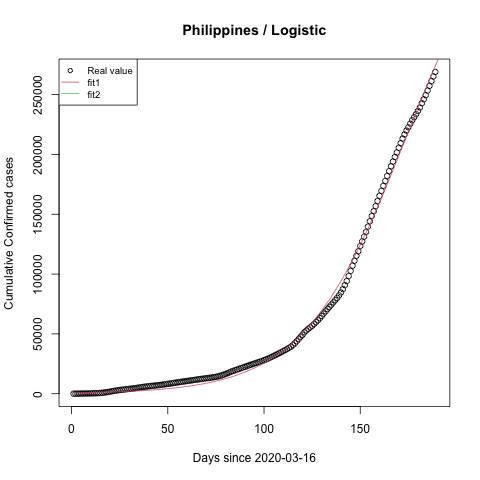 Philippines / Logistic
Real value
fit1
fit2
Cumulative Confirmed cases
250000
200000
150000
100000
50000
0
0 50 100 150
Days since 2020-03-16